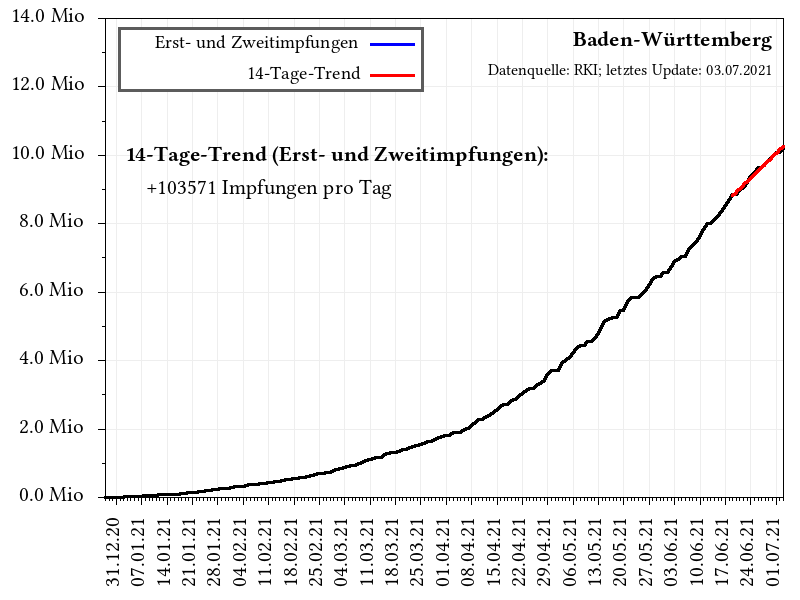 14.0 Mio
12.0 Mio
10.0 Mio
8.0 Mio
6.0 Mio
4.0 Mio
2.0 Mio
0.0 Mio
Erst- und Zweitimpfungen
14-Tage-Trend
Baden-Württemberg
Datenquelle: RKI; letztes Update: 03.07.2021
14-Tage-Trend (Erst- und Zweitimpfungen):
+103571 Impfungen pro Tag
31.12.20
07.01.21
14.01.21
21.01.21
28.01.21
04.02.21
11.02.21
18.02.21
25.02.21
04.03.21
11.03.21
18.03.21
25.03.21
01.04.21
08.04.21
15.04.21
22.04.21
29.04.21
06.05.21
13.05.21
20.05.21
27.05.21
03.06.21
10.06.21
17.06.21
24.06.21
01.07.21